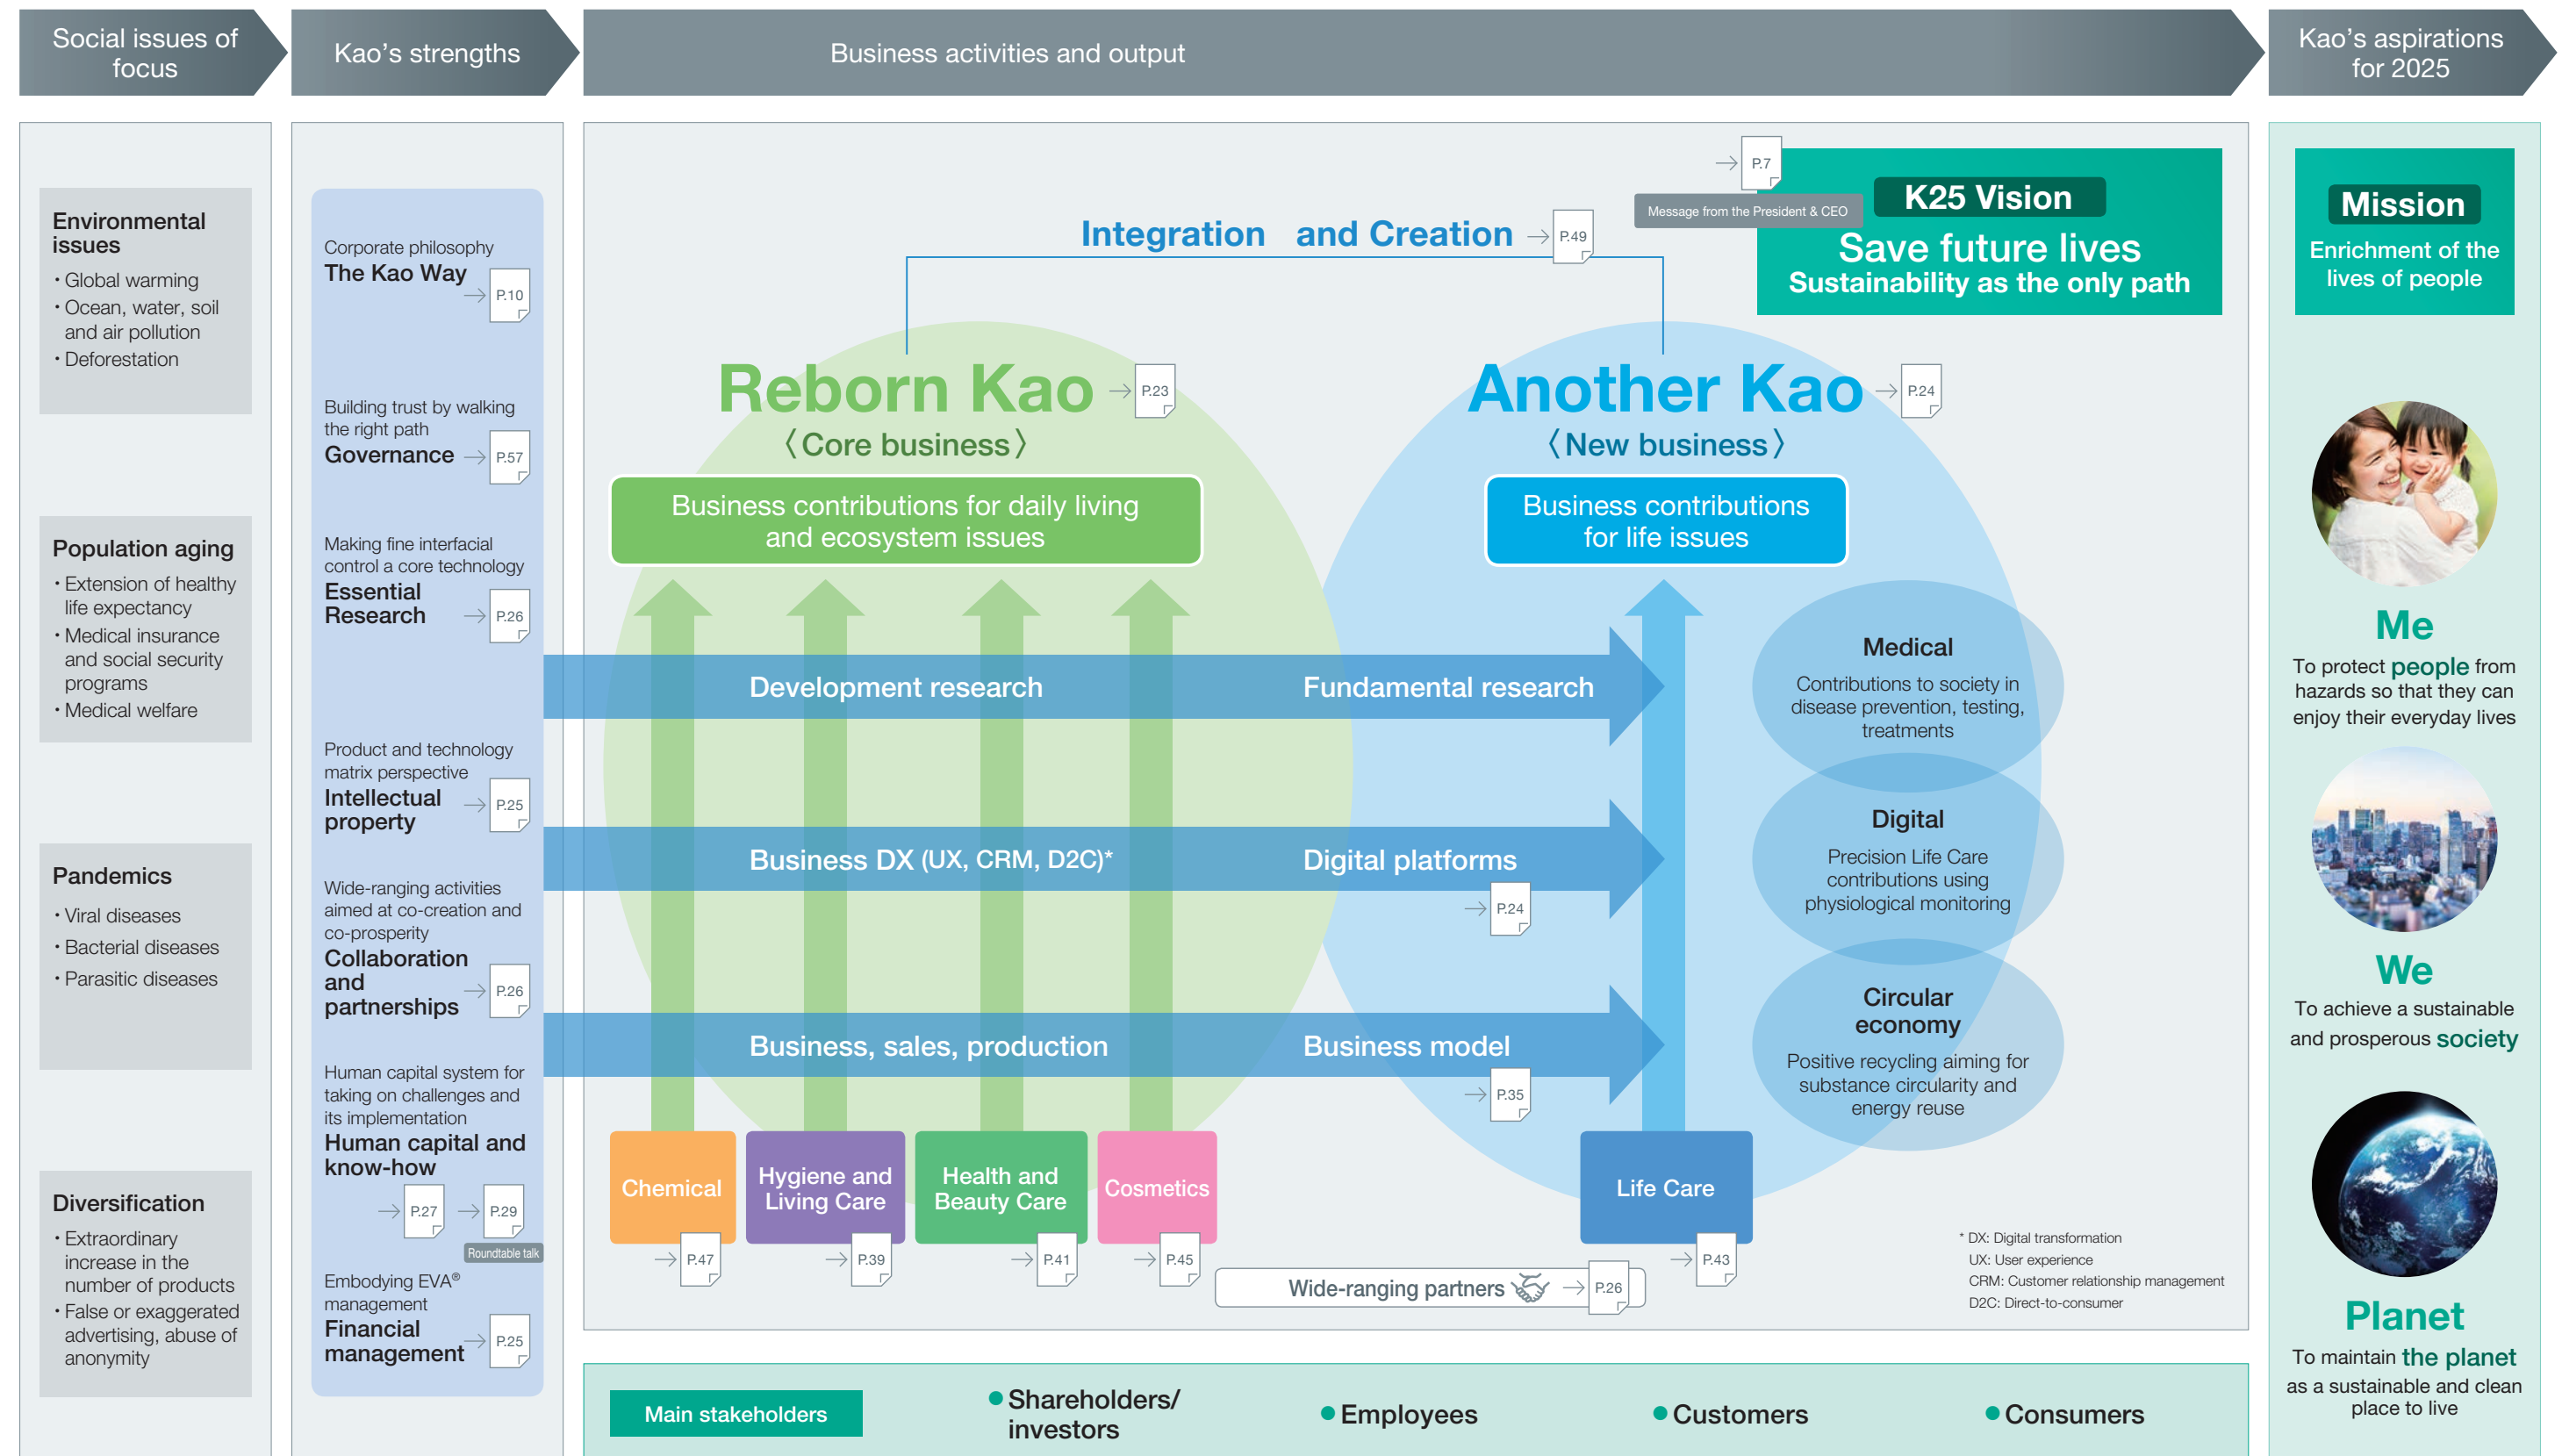 Social issues of
focus
Kao’s strengths
Business activities and output
Kao’s aspirations
for 2025
Environmental
issues
・Global warming
・Ocean, water, soil
and air pollution
・Deforestation
Population aging
・Extension of healthy
life expectancy
・Medical insurance
and social security
programs
・Medical welfare
Pandemics
・Viral diseases
・Bacterial diseases
・Parasitic diseases
Diversification
・Extraordinary
increase in the
number of products
・False or exaggerated
advertising, abuse of
anonymity
Corporate philosophy
The Kao Way
P.10
Building trust by walking
the right path
Governance
P.57
Making fine interfacial
control a core technology
Essential
Research
P.26
Product and technology
matrix perspective
Intellectual
property
P.25
Wide-ranging activities
aimed at co-creation and
co-prosperity
Collaboration
and
partnerships
P.26
Human capital system for
taking on challenges and
its implementation
Human capital and
know-how
P.27
P.29
Roundtable talk
Embodying EVA®
management
Financial
management
P.25
P.7
Message from the President & CEO
K25 Vision
Save future lives
Sustainability as the only path
Integration and Creation
P.49
Reborn Kao
P.23
〈Core business〉
Business contributions for daily living
and ecosystem issues
Another Kao
P.24
〈New business〉
Business contributions
for life issues
Development research
Fundamental research
Business DX (UX, CRM, D2C)*
Digital platforms
P.24
Business, sales, production
Business model
P.35
Medical
Contributions to society in
disease prevention, testing,
treatments
Digital
Precision Life Care
contributions using
physiological monitoring
Circular
economy
Positive recycling aiming for
substance circularity and
energy reuse
Chemical
P.47
Hygiene and
Living Care
P.39
Health and
Beauty Care
P.41
Cosmetics
P.45
Life Care
P.43
Wide-ranging partners
P.26
* DX: Digital transformation
UX: User experience
CRM: Customer relationship management
D2C: Direct-to-consumer
Main stakeholders
●Shareholders/
investors
●Employees
●Customers
●Consumers
Mission
Enrichment of the
lives of people
Me
To protect people from
hazards so that they can
enjoy their everyday lives
We
To achieve a sustainable
and prosperous society
Planet
To maintain the planet
as a sustainable and clean
place to live